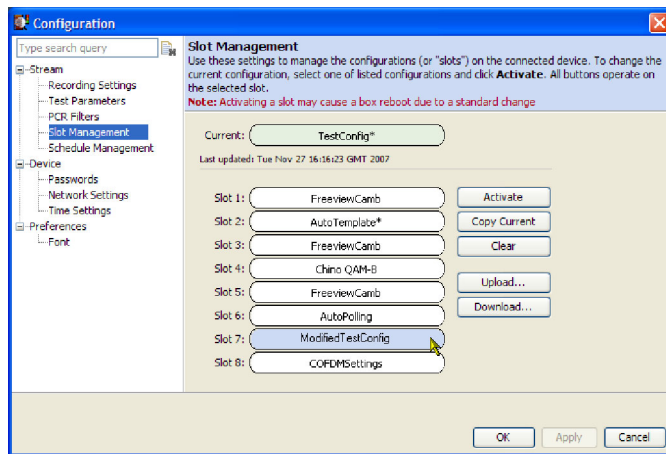 Configuration
Type search query
Stream
Recording Settings
Test Parameters
PCR Filters
Slot Management
Schedule Management
Device
Passwords
Network Settings
Time Settings
Preferences
Font
Slot Management
Use these settings to manage the configurations (or "slots") on the connected device. To change the
current configuration, select one of listed configurations and click Activate. All buttons operate on
the selected slot.
Note: Activating a slot may cause a box reboot due to a standard change
Current: TestConfig*
Last updated: Tue Nov 27 16:16:23 GMT 2007
Slot 1: FreeviewCamb Activate
Slot 2: AutoTemplate* Copy Current
Slot 3: FreeviewCamb Clear
Slot 4: Chino QAM-B
Upload...
Slot 5: FreeviewCamb
Download...
Slot 6: AutoPolling
Slot 7: ModifiedTestConfig
Slot 8: COFDMSettings
OK Apply Cancel